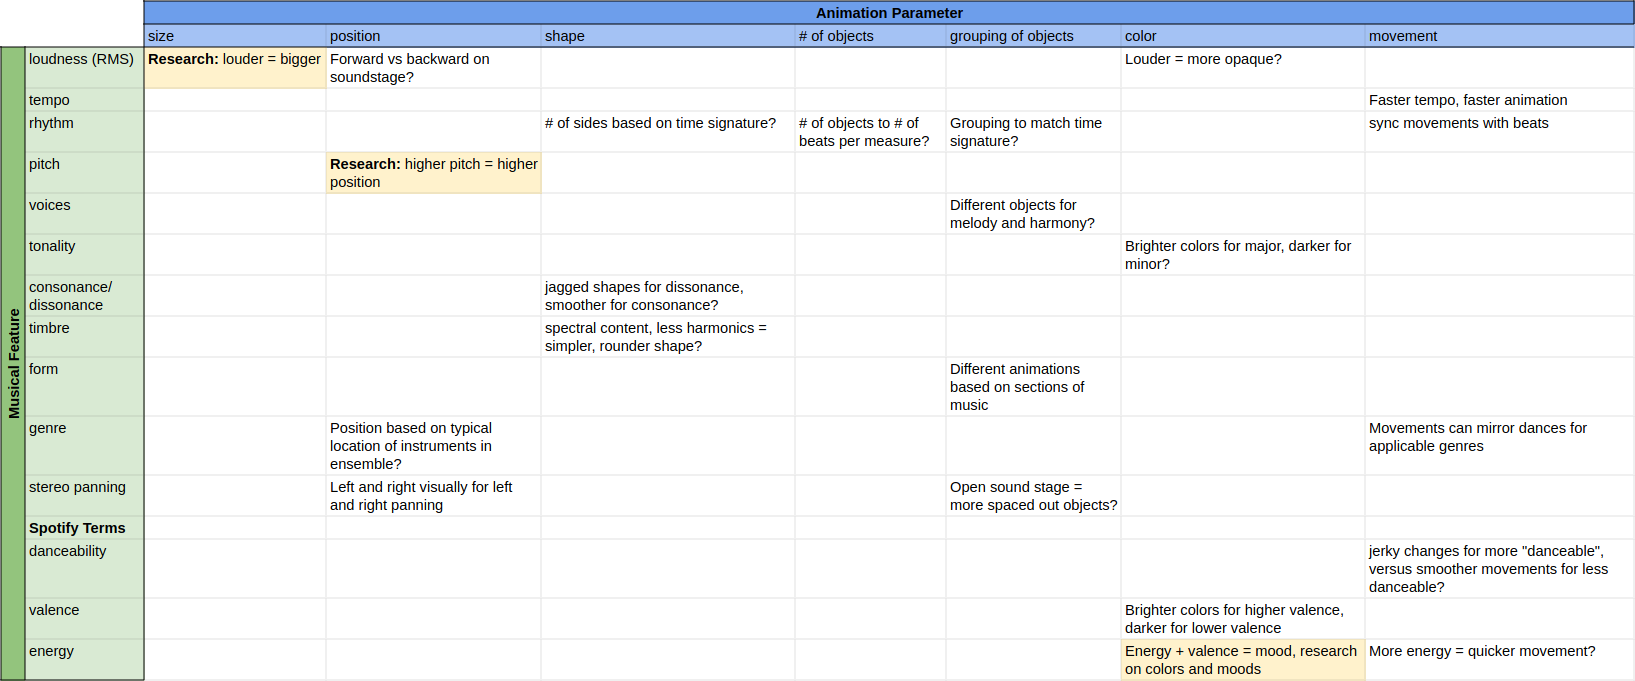 Animation Parameter
size position shape # of objects grouping of objects color movement
Musical Feature
loudness (RMS) Research: louder = bigger Forward vs backward on Louder = more opaque?
soundstage?
tempo Faster tempo, faster animation
rhythm # of sides based on time signature? # of objects to # of Grouping to match time sync movements with beats
beats per measure? signature?
pitch Research: higher pitch = higher
position
voices Different objects for
melody and harmony?
tonality Brighter colors for major, darker for
minor?
consonance/ jagged shapes for dissonance,
dissonance smoother for consonance?
timbre spectral content, less harmonics =
simpler, rounder shape?
form Different animations
based on sections of
music
genre Position based on typical Movements can mirror dances for
location of instruments in applicable genres
ensemble?
stereo panning Left and right visually for left Open sound stage =
and right panning more spaced out objects?
Spotify Terms
danceability jerky changes for more "danceable",
versus smoother movements for less
danceable?
valence Brighter colors for higher valence,
darker for lower valence
energy Energy + valence = mood, research More energy = quicker movement?
on colors and moods